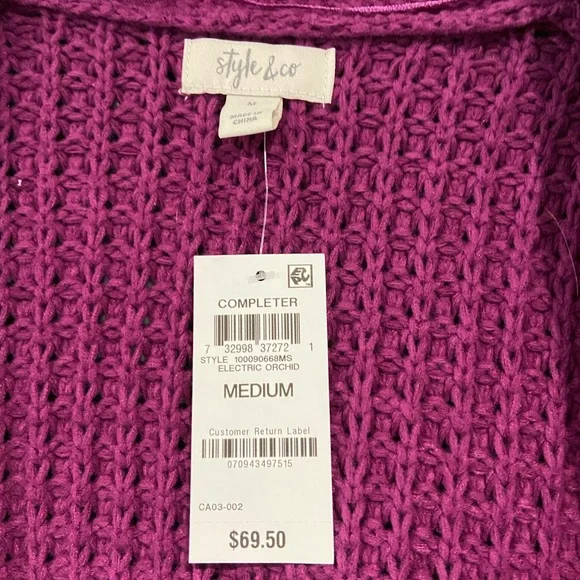 style & co
M
MADE IN
CHINA
COMPLETER
7 32998 37272 1
STYLE 100090668MS
ELECTRIC ORCHID
MEDIUM
Customer Return Label
070943497515
CA03-002
$69.50